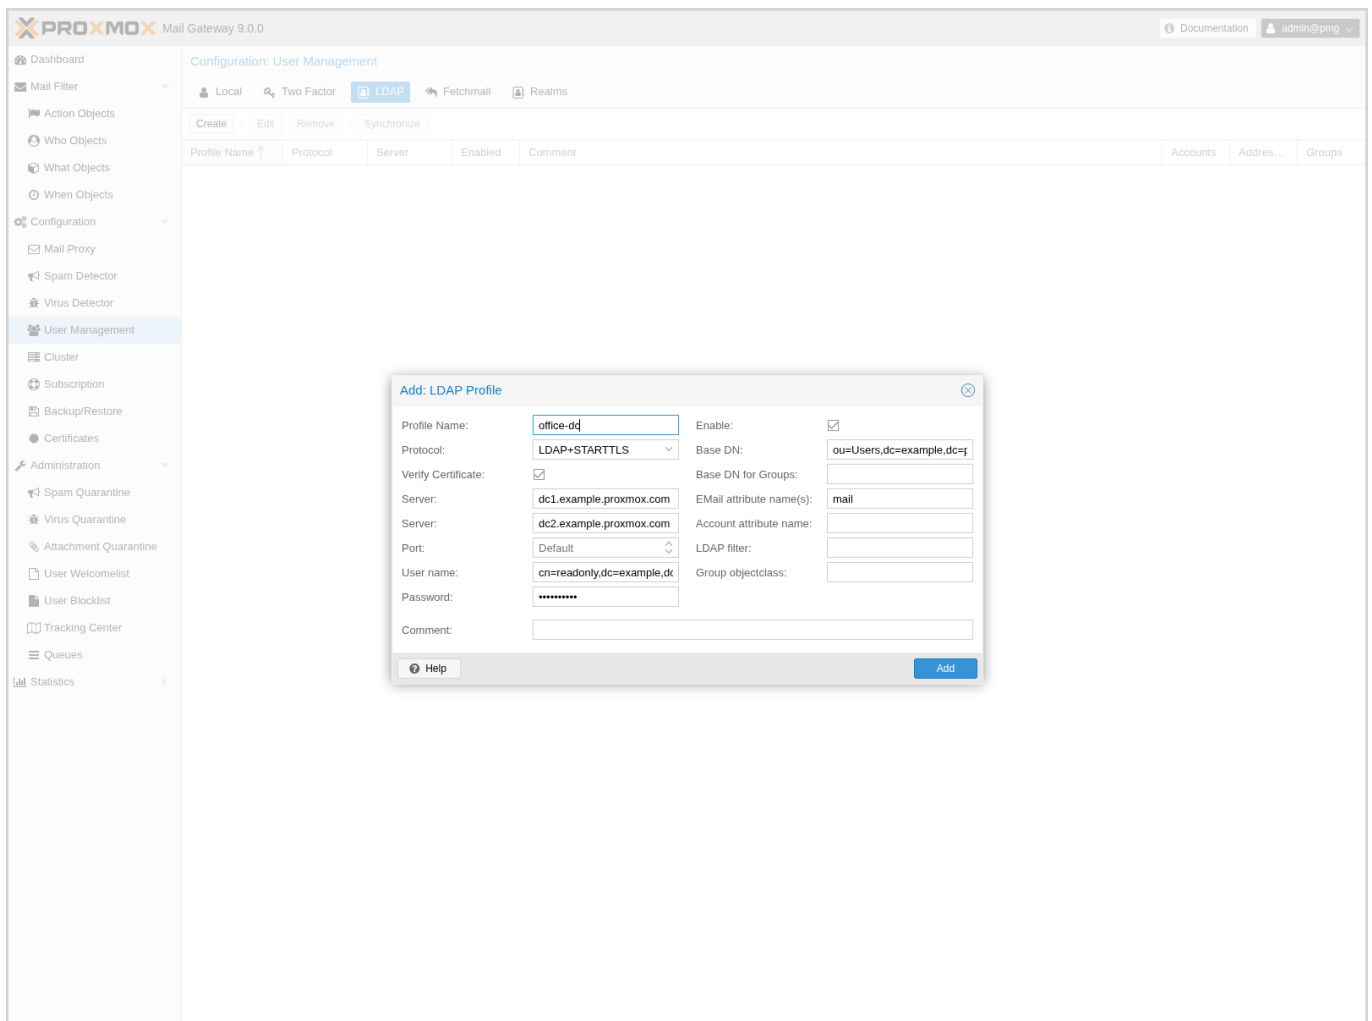 PROXMOX Mail Gateway 9.0.0 Documentation admin@pmg
Dashboard
Mail Filter
Action Objects
Who Objects
What Objects
When Objects
Configuration
Mail Proxy
Spam Detector
Virus Detector
User Management
Cluster
Subscription
Backup/Restore
Certificates
Administration
Spam Quarantine
Virus Quarantine
Attachment Quarantine
User Welcomelist
User Blocklist
Tracking Center
Queues
Statistics
Configuration: User Management
Local Two Factor LDAP Fetchmail Realms
Create Edit Remove Synchronize
Profile Name Protocol Server Enabled Comment Accounts Addres... Groups
Add: LDAP Profile
Profile Name: office-dc
Protocol: LDAP+STARTTLS
Verify Certificate:
Server: dc1.example.proxmox.com
Server: dc2.example.proxmox.com
Port: Default
User name: cn=readonly,dc=example,dc
Password: ••••••••••
Enable:
Base DN: ou=Users,dc=example,dc=p
Base DN for Groups:
EMail attribute name(s): mail
Account attribute name:
LDAP filter:
Group objectclass:
Comment:
Help Add